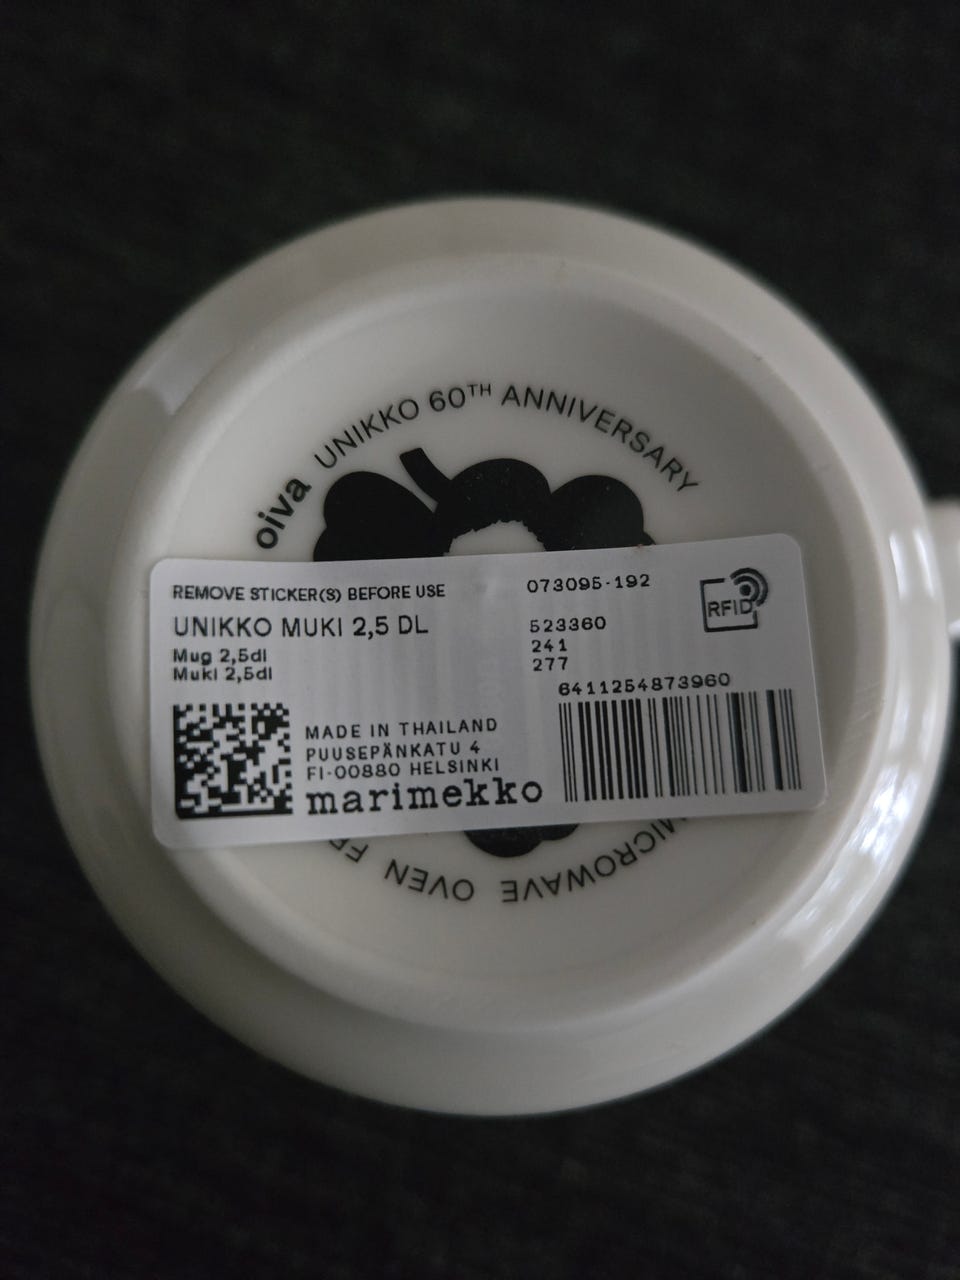 oiva UNIKKO 60TH ANNIVERSARY
REMOVE STICKER(S) BEFORE USE
UNIKKO MUKI 2,5 DL
Mug 2,5dl
Muki 2,5dl
073095-192
523360
241
277
RFID
6411254873960
MADE IN THAILAND
PUUSEPÄNKATU 4
FI-00880 HELSINKI
marimekko
MICROWAVE OVEN